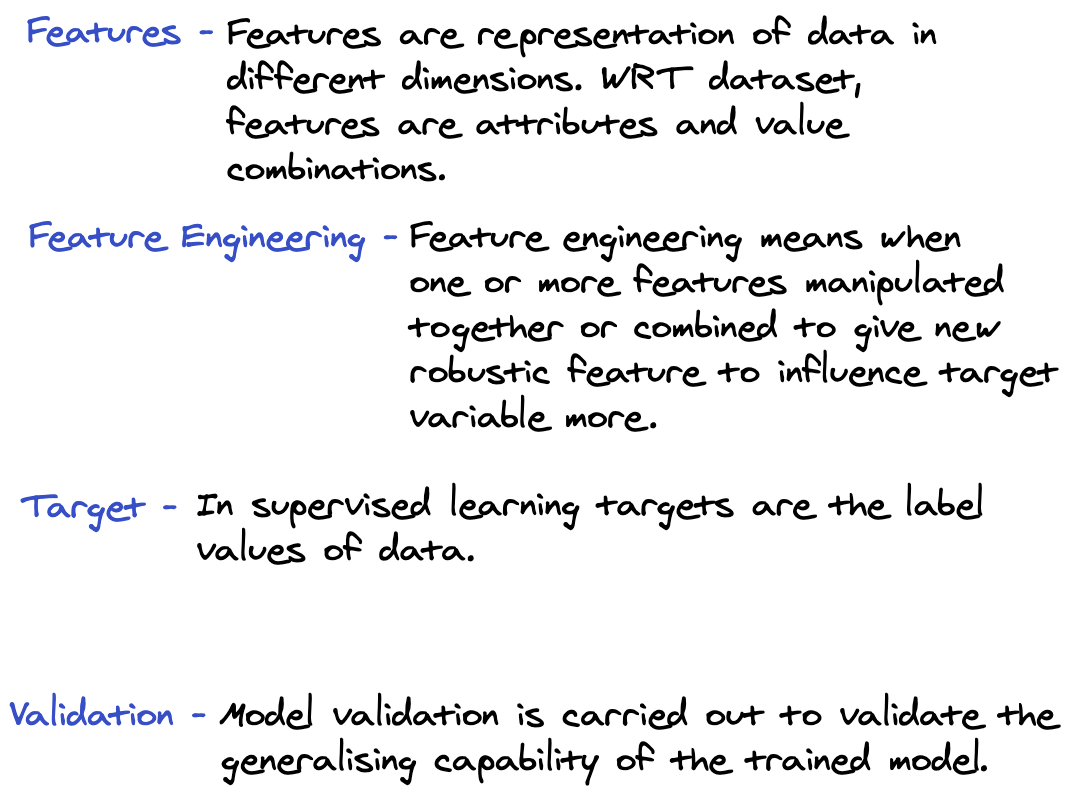 Features - Features are representation of data in
different dimensions. WRT dataset,
features are attributes and value
combinations.
Feature Engineering - Feature engineering means when
one or more features manipulated
together or combined to give new
robustic feature to influence target
variable more.
Target - In supervised learning targets are the label
values of data.
Validation - Model validation is carried out to validate the
generalising capability of the trained model.